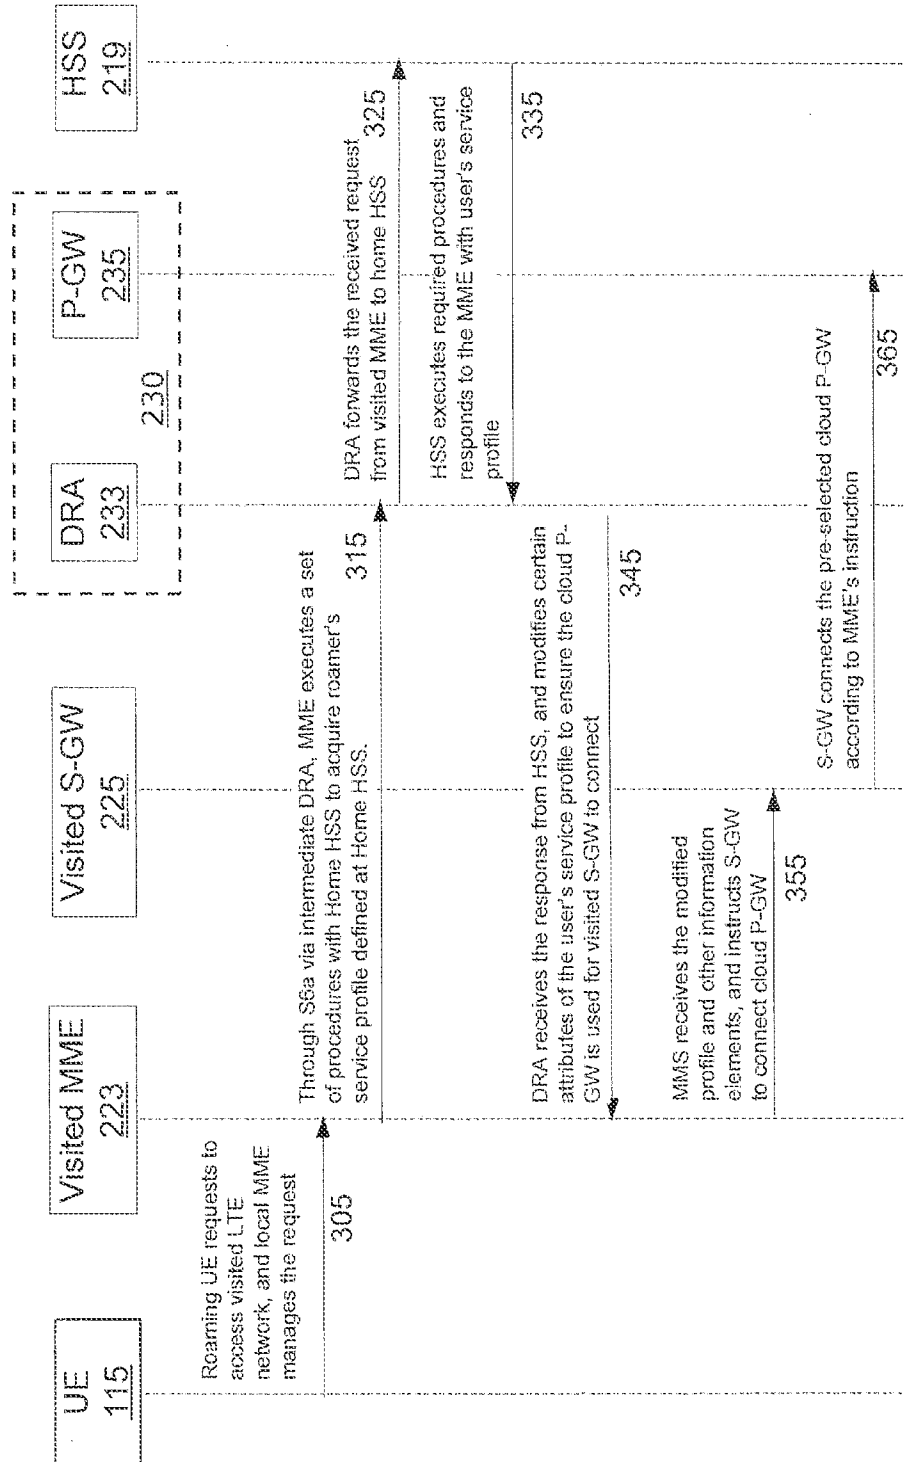 UE
115
Visited MME
223
Visited S-GW
225
DRA
233
P-GW
235
230
HSS
219
Roaming UE requests to
access visited LTE
network, and local MME
manages the request
305
Through S6a via intermediate DRA, MME executes a set
of procedures with Home HSS to acquire roamer's
service profile defined at Home HSS.
315
DRA forwards the received request
from visited MME to home HSS
325
HSS executes required procedures and
responds to the MME with user's service
profile
335
DRA receives the response from HSS, and modifies certain
attributes of the user's service profile to ensure the cloud P-
GW is used for visited S-GW to connect
345
MMS receives the modified
profile and other information
elements, and instructs S-GW
to connect cloud P-GW
355
S-GW connects the pre-selected cloud P-GW
according to MME's instruction
365